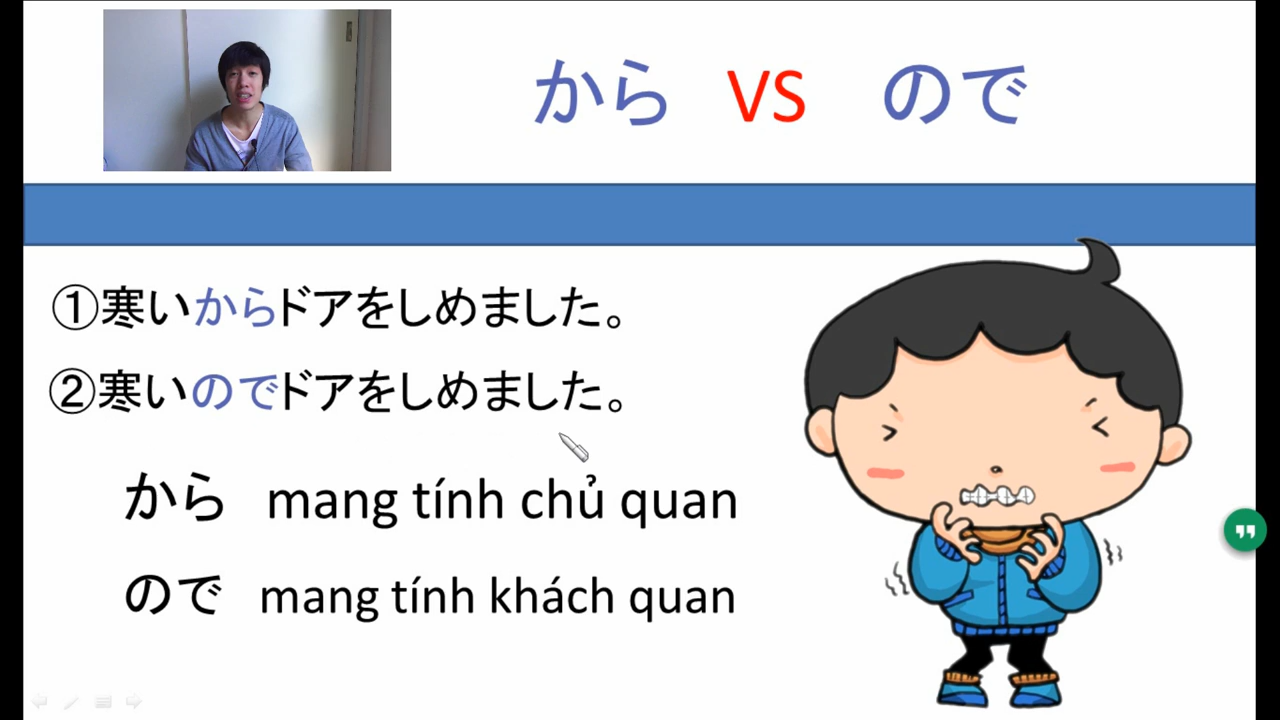 から VS ので
①寒いからドアをしめました。
②寒いのでドアをしめました。
から mang tính chủ quan
ので mang tính khách quan